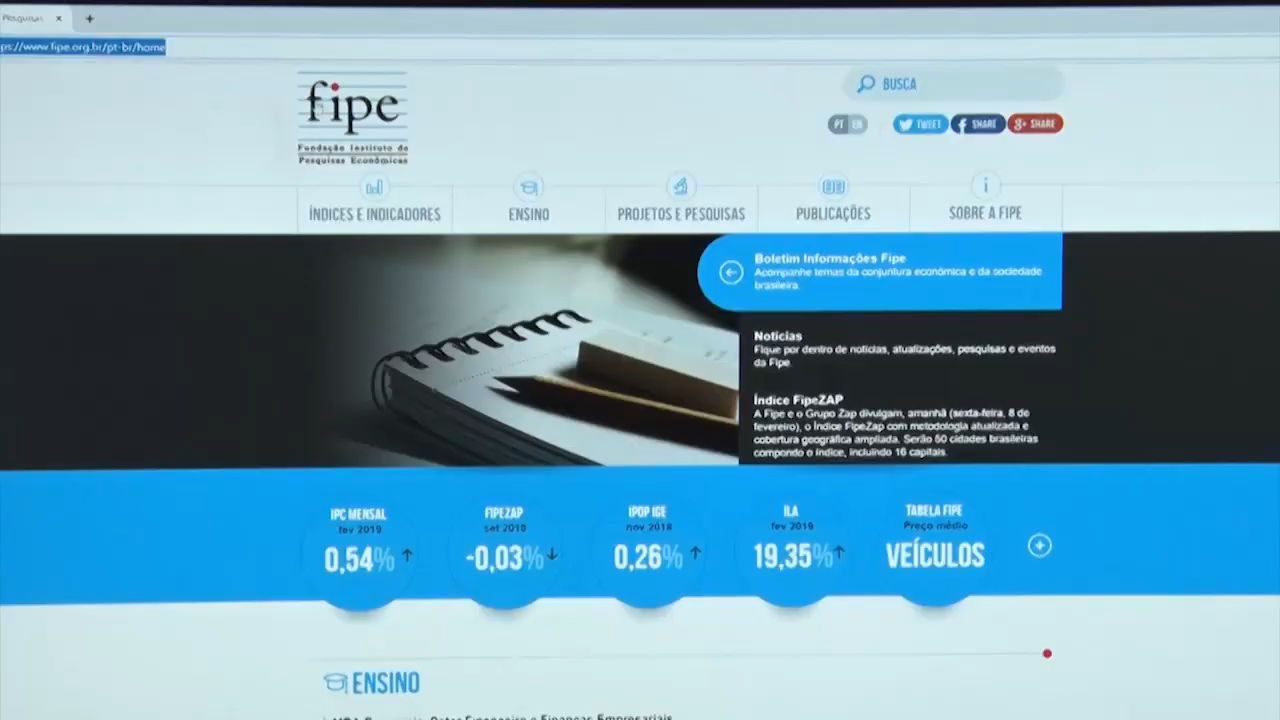 Pesquisas
ps://www.fipe.org.br/pt-br/home
fipe
Fundação Instituto de
Pesquisas Econômicas
BUSCA
PT EN
TWEET
SHARE
SHARE
ÍNDICES E INDICADORES
ENSINO
PROJETOS E PESQUISAS
PUBLICAÇÕES
SOBRE A FIPE
Boletim Informações Fipe
Acompanhe temas da conjuntura econômica e da sociedade
brasileira.
Notícias
Fique por dentro de notícias, atualizações, pesquisas e eventos
da Fipe.
Índice FipeZAP
A Fipe e o Grupo Zap divulgam, amanhã (sexta-feira, 8 de
fevereiro), o Índice FipeZap com metodologia atualizada e
cobertura geográfica ampliada. Serão 50 cidades brasileiras
compondo o índice, incluindo 16 capitais.
IPC MENSAL
fev 2019
0,54%
FIPEZAP
set 2018
-0,03%
IPOP IGE
nov 2018
0,26%
ILA
fev 2019
19,35%
TABELA FIPE
Preço médio
VEÍCULOS
ENSINO